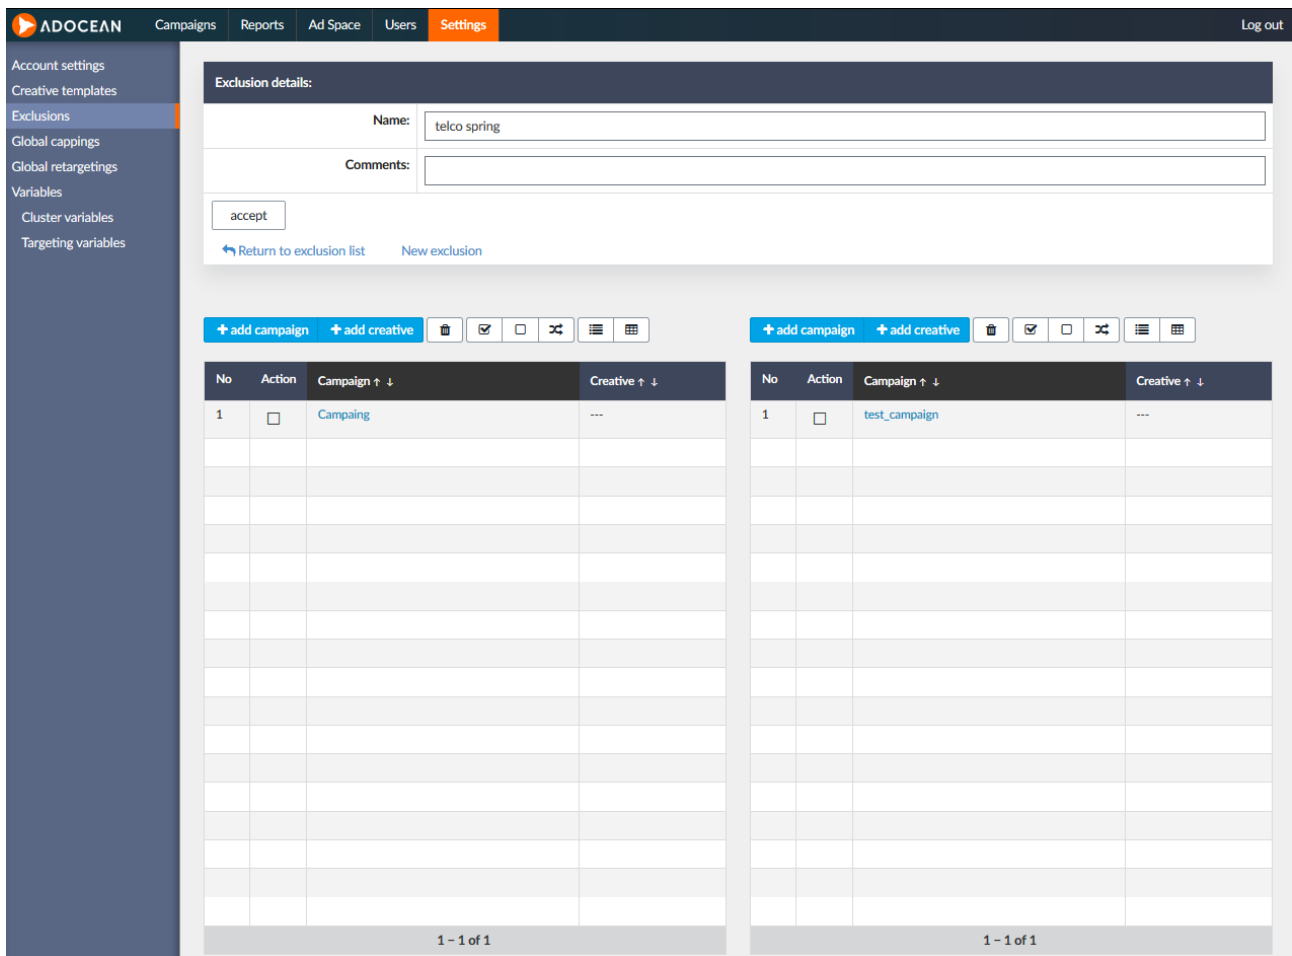 ADOCEAN Campaigns Reports Ad Space Users Settings Log out
Account settings
Creative templates
Exclusions
Global cappings
Global retargetings
Variables
Cluster variables
Targeting variables
Exclusion details:
Name: telco spring
Comments:
accept
Return to exclusion list New exclusion
+ add campaign + add creative
No Action Campaign ↑ ↓ Creative ↑ ↓
1 Campaing ---
1 – 1 of 1
+ add campaign + add creative
No Action Campaign ↑ ↓ Creative ↑ ↓
1 test_campaign ---
1 – 1 of 1